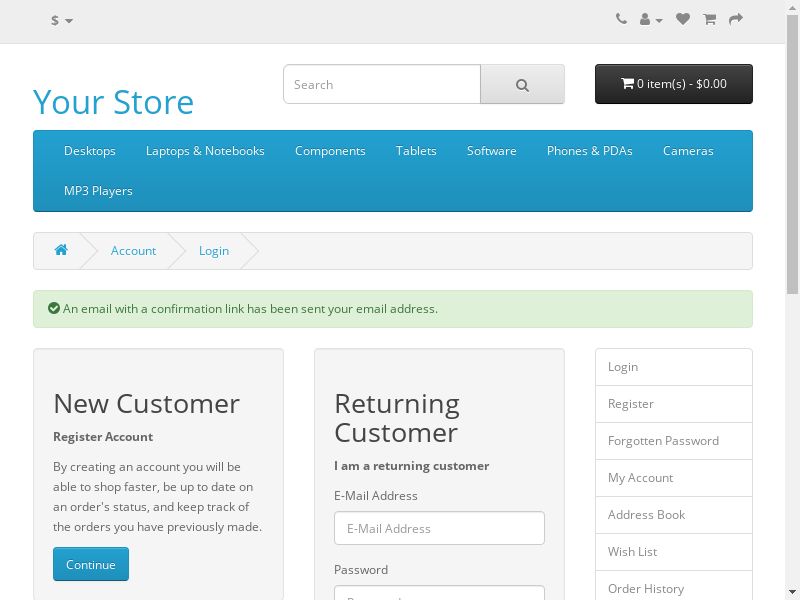 $
Your Store
Search
0 item(s) - $0.00
Desktops
Laptops & Notebooks
Components
Tablets
Software
Phones & PDAs
Cameras
MP3 Players
Account
Login
An email with a confirmation link has been sent your email address.
New Customer
Register Account
By creating an account you will be
able to shop faster, be up to date on
an order's status, and keep track of
the orders you have previously made.
Continue
Returning
Customer
I am a returning customer
E-Mail Address
E-Mail Address
Password
Login
Register
Forgotten Password
My Account
Address Book
Wish List
Order History